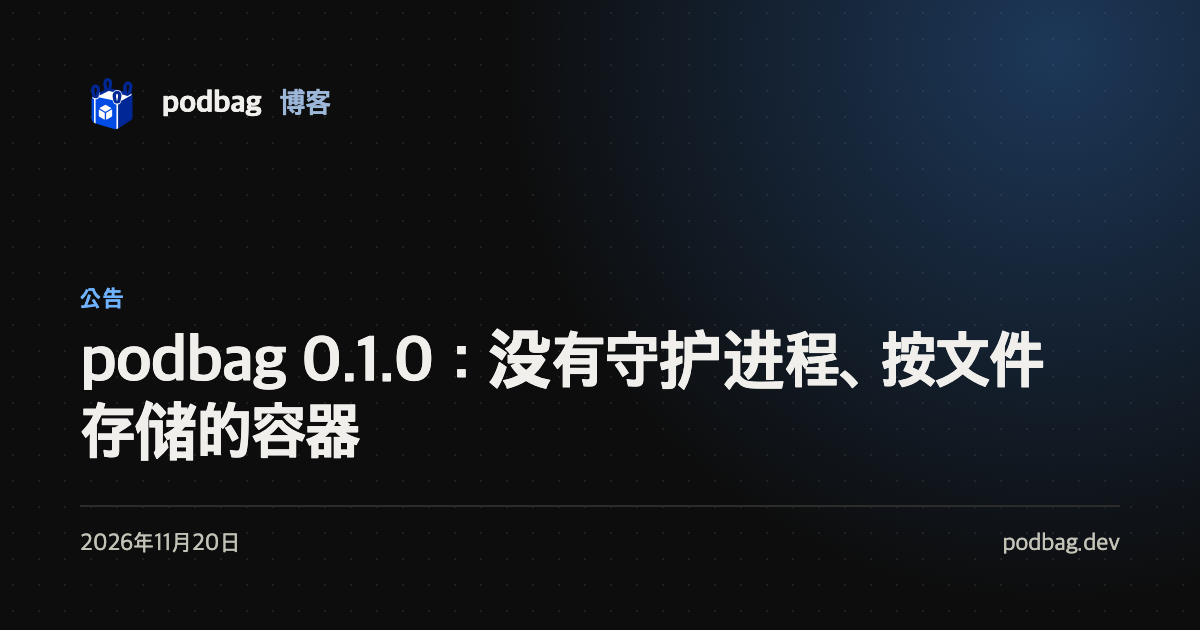 podbag 博客
公告
podbag 0.1.0：没有守护进程、按文件
存储的容器
2026年11月20日
podbag.dev